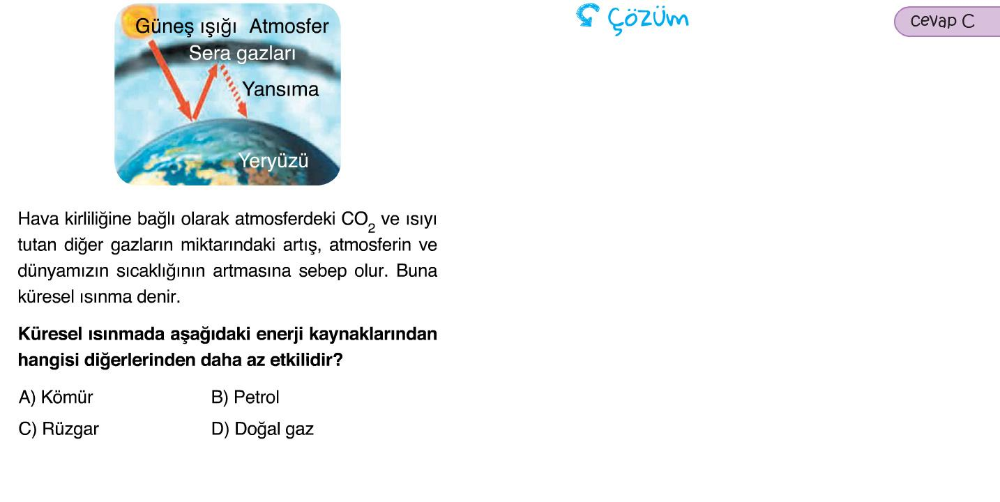 Güneş ışığı Atmosfer
Sera gazları
Yansıma
Yeryüzü
Hava kirliliğine bağlı olarak atmosferdeki CO₂ ve ısıyı
tutan diğer gazların miktarındaki artış, atmosferin ve
dünyamızın sıcaklığının artmasına sebep olur. Buna
küresel ısınma denir.
Küresel ısınmada aşağıdaki enerji kaynaklarından
hangisi diğerlerinden daha az etkilidir?
A) Kömür B) Petrol
C) Rüzgar D) Doğal gaz
Çözüm
cevap C